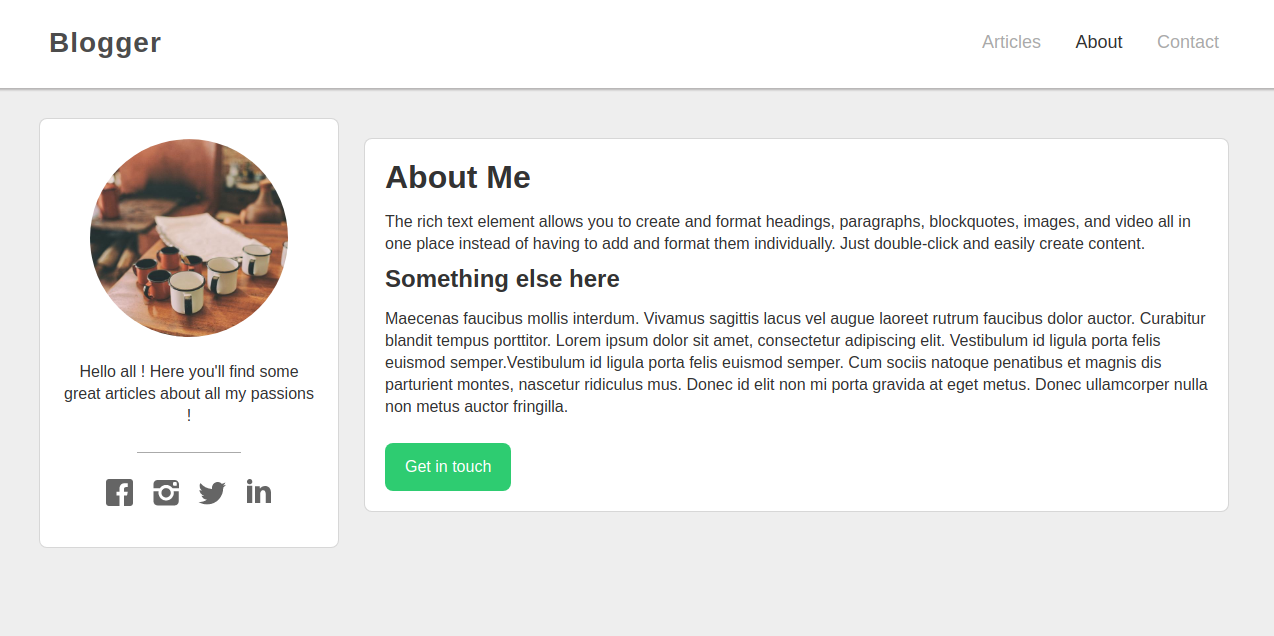 Blogger
Articles About Contact
Hello all ! Here you'll find some
great articles about all my passions
!
About Me
The rich text element allows you to create and format headings, paragraphs, blockquotes, images, and video all in
one place instead of having to add and format them individually. Just double-click and easily create content.
Something else here
Maecenas faucibus mollis interdum. Vivamus sagittis lacus vel augue laoreet rutrum faucibus dolor auctor. Curabitur
blandit tempus porttitor. Lorem ipsum dolor sit amet, consectetur adipiscing elit. Vestibulum id ligula porta felis
euismod semper.Vestibulum id ligula porta felis euismod semper. Cum sociis natoque penatibus et magnis dis
parturient montes, nascetur ridiculus mus. Donec id elit non mi porta gravida at eget metus. Donec ullamcorper nulla
non metus auctor fringilla.
Get in touch